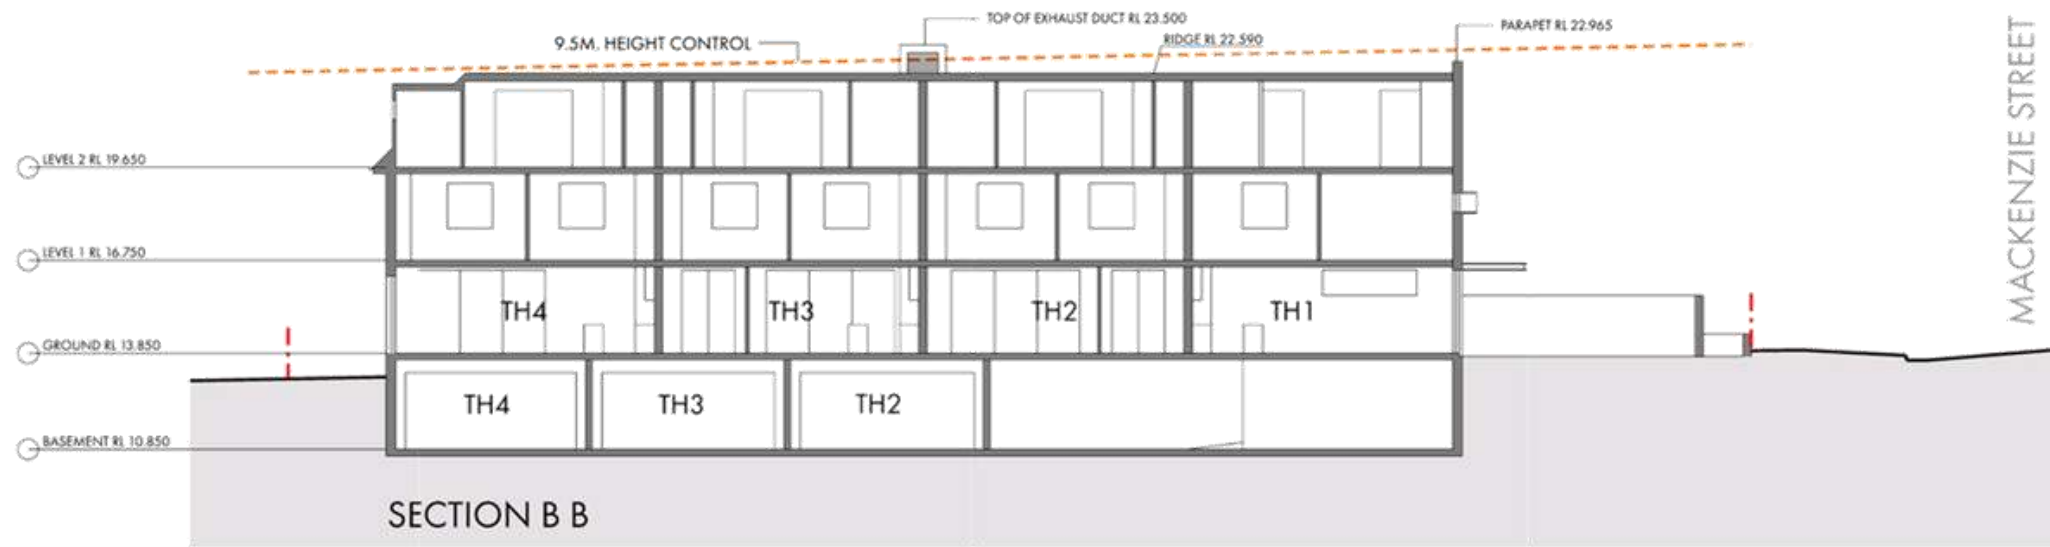 TOP OF EXHAUST DUCT RL 23.500
PARAPET RL 22.965
9.5M. HEIGHT CONTROL
RIDGE RL 22.590
LEVEL 2 RL 19.650
LEVEL 1 RL 16.750
TH4 TH3 TH2 TH1
GROUND RL 13.850
TH4 TH3 TH2
BASEMENT RL 10.850
SECTION B B
MACKENZIE STREET